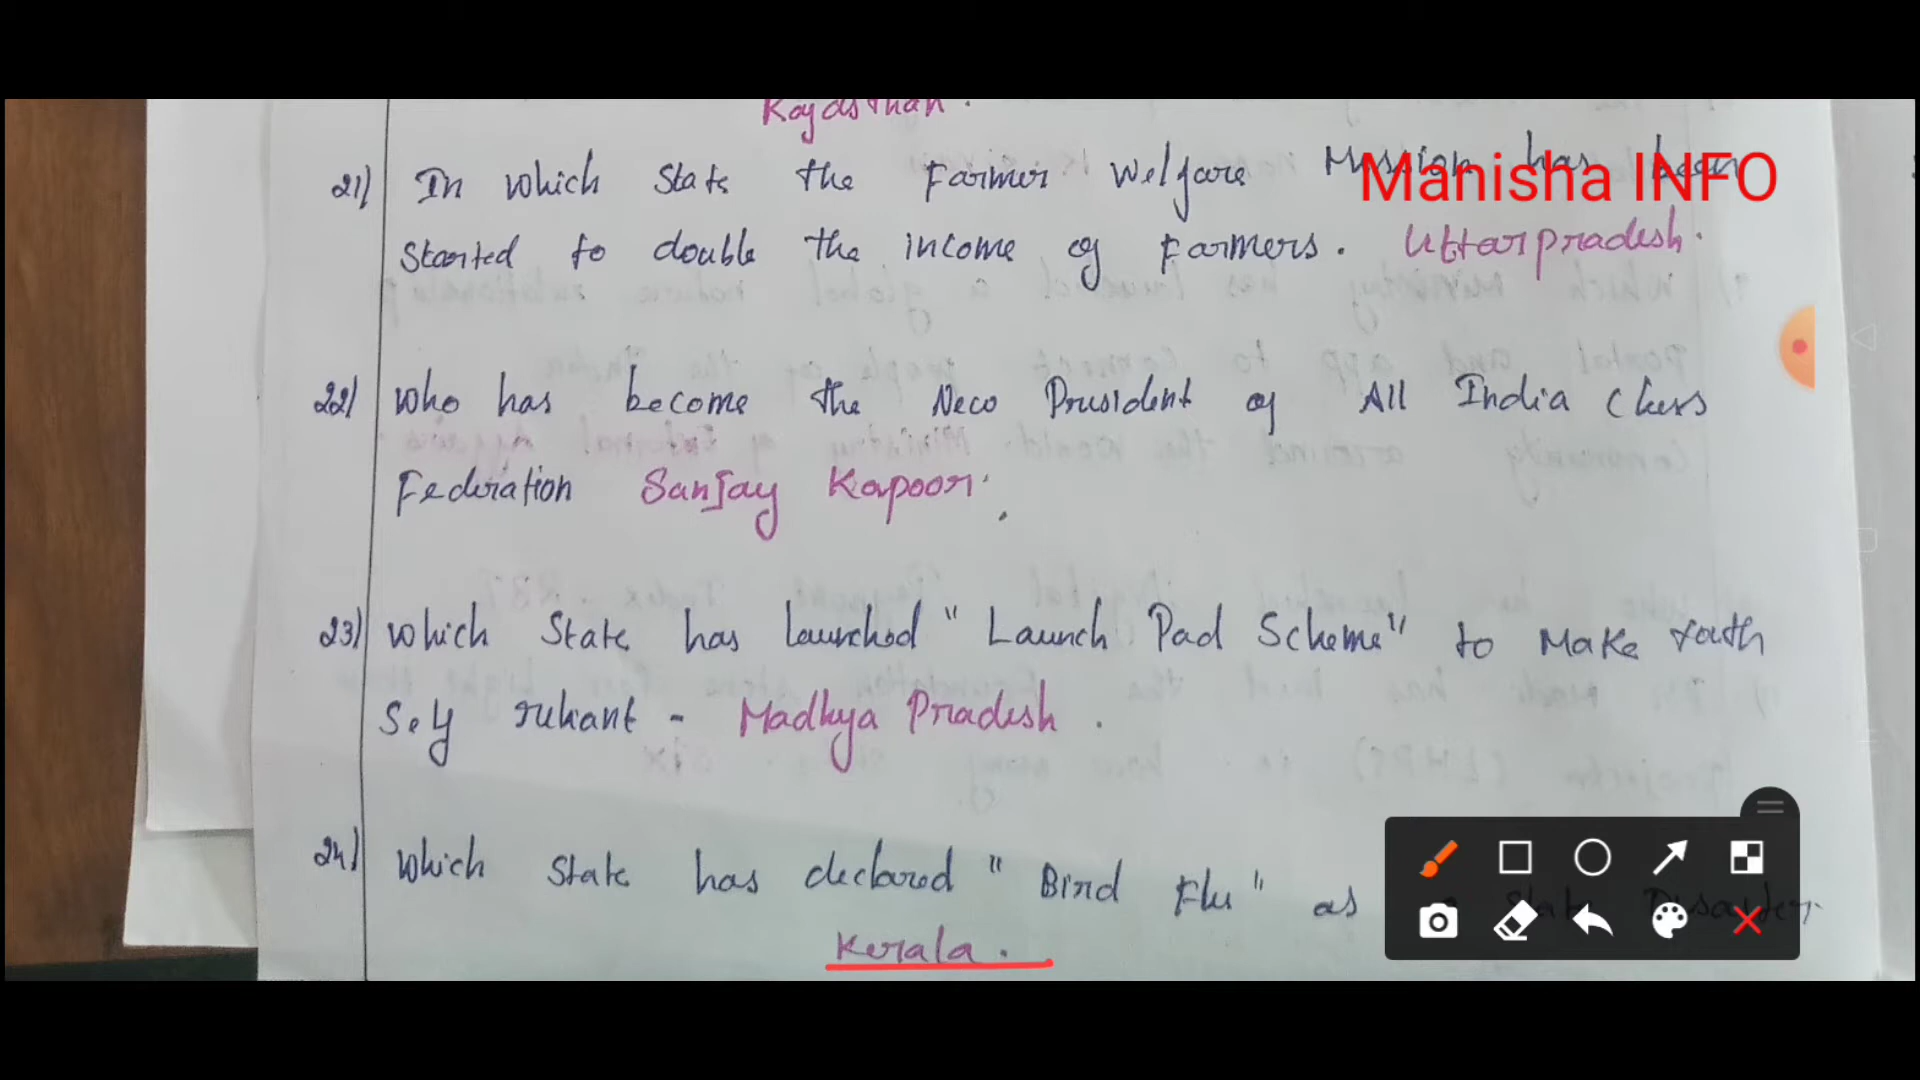 Rajasthan.
21) In which State the Farmer Welfare Mission has been
Manisha INFO
Started to double the income of Farmers. Uttarpradesh.
22) who has become the New President of All India Chess
Federation Sanjay Kapoor.
23) which State has launched "Launch Pad Scheme" to Make Youth
Self reliant - Madhya Pradesh.
24) which State has declared "Bird Flu" as State Disaster.
Kerala.